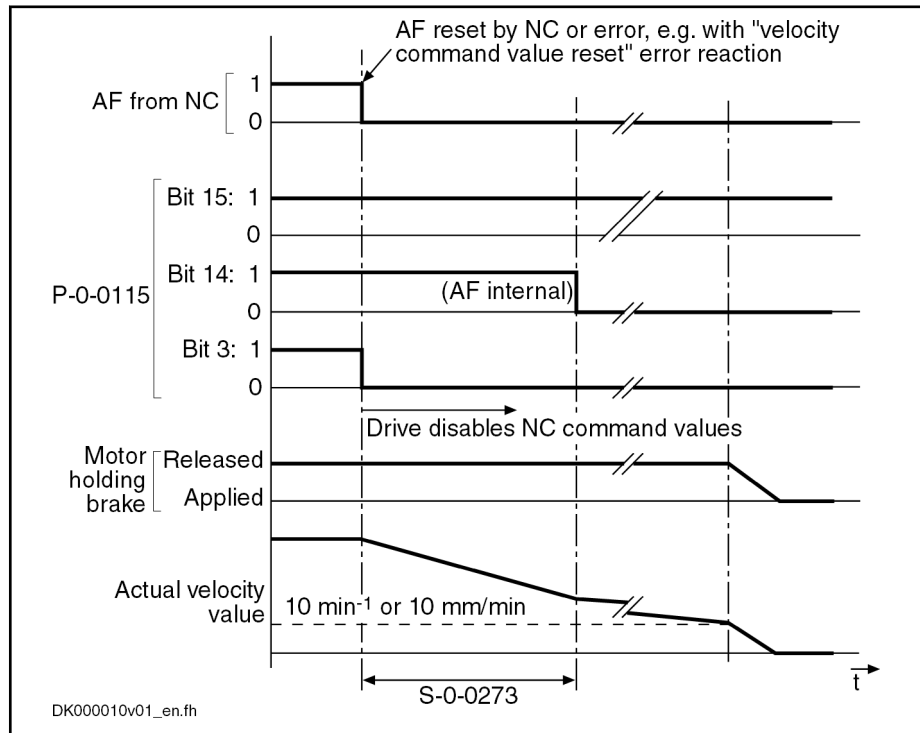 AF reset by NC or error, e.g. with "velocity
command value reset" error reaction
AF from NC
1
0
P-0-0115
Bit 15: 1
0
Bit 14: 1
(AF internal)
0
Bit 3: 1
0
Drive disables NC command values
Motor
holding
brake
Released
Applied
Actual velocity
value
10 min-1 or 10 mm/min
S-0-0273
t
DK000010v01_en.fh